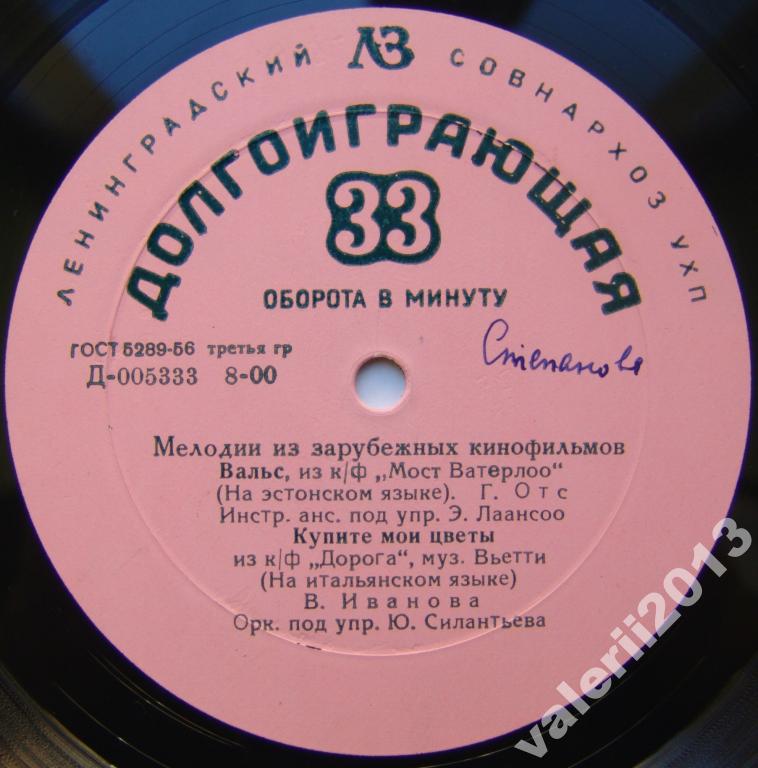 ЛЕНИНГРАДСКИЙ ЛЗ СОВНАРХОЗ УХП
ДОЛГОИГРАЮЩАЯ
33
ОБОРОТА В МИНУТУ
ГОСТ 5289-56 третья гр
Д-005333 8-00
Степанова
Мелодии из зарубежных кинофильмов
Вальс, из к/ф „Мост Ватерлоо“
(На эстонском языке). Г. Отс
Инстр. анс. под упр. Э. Лаансоо
Купите мои цветы
из к/ф „Дорога“, муз. Вьетти
(На итальянском языке)
В. Иванова
Орк. под упр. Ю. Силантьева
valerii2013